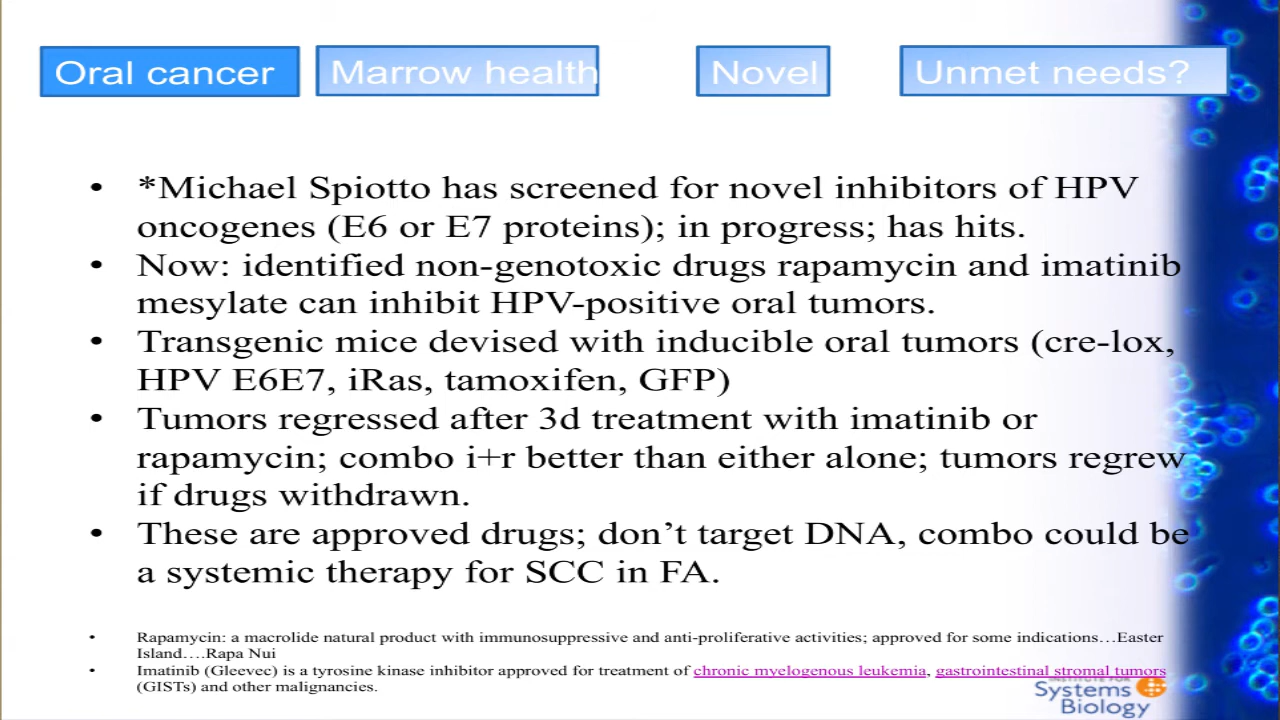 Oral cancer
Marrow health
Novel
Unmet needs?
• *Michael Spiotto has screened for novel inhibitors of HPV
oncogenes (E6 or E7 proteins); in progress; has hits.
• Now: identified non-genotoxic drugs rapamycin and imatinib
mesylate can inhibit HPV-positive oral tumors.
• Transgenic mice devised with inducible oral tumors (cre-lox,
HPV E6E7, iRas, tamoxifen, GFP)
• Tumors regressed after 3d treatment with imatinib or
rapamycin; combo i+r better than either alone; tumors regrew
if drugs withdrawn.
• These are approved drugs; don’t target DNA, combo could be
a systemic therapy for SCC in FA.
• Rapamycin: a macrolide natural product with immunosuppressive and anti-proliferative activities; approved for some indications…Easter
Island….Rapa Nui
• Imatinib (Gleevec) is a tyrosine kinase inhibitor approved for treatment of chronic myelogenous leukemia, gastrointestinal stromal tumors
(GISTs) and other malignancies.
INSTITUTE FOR
Systems
Biology